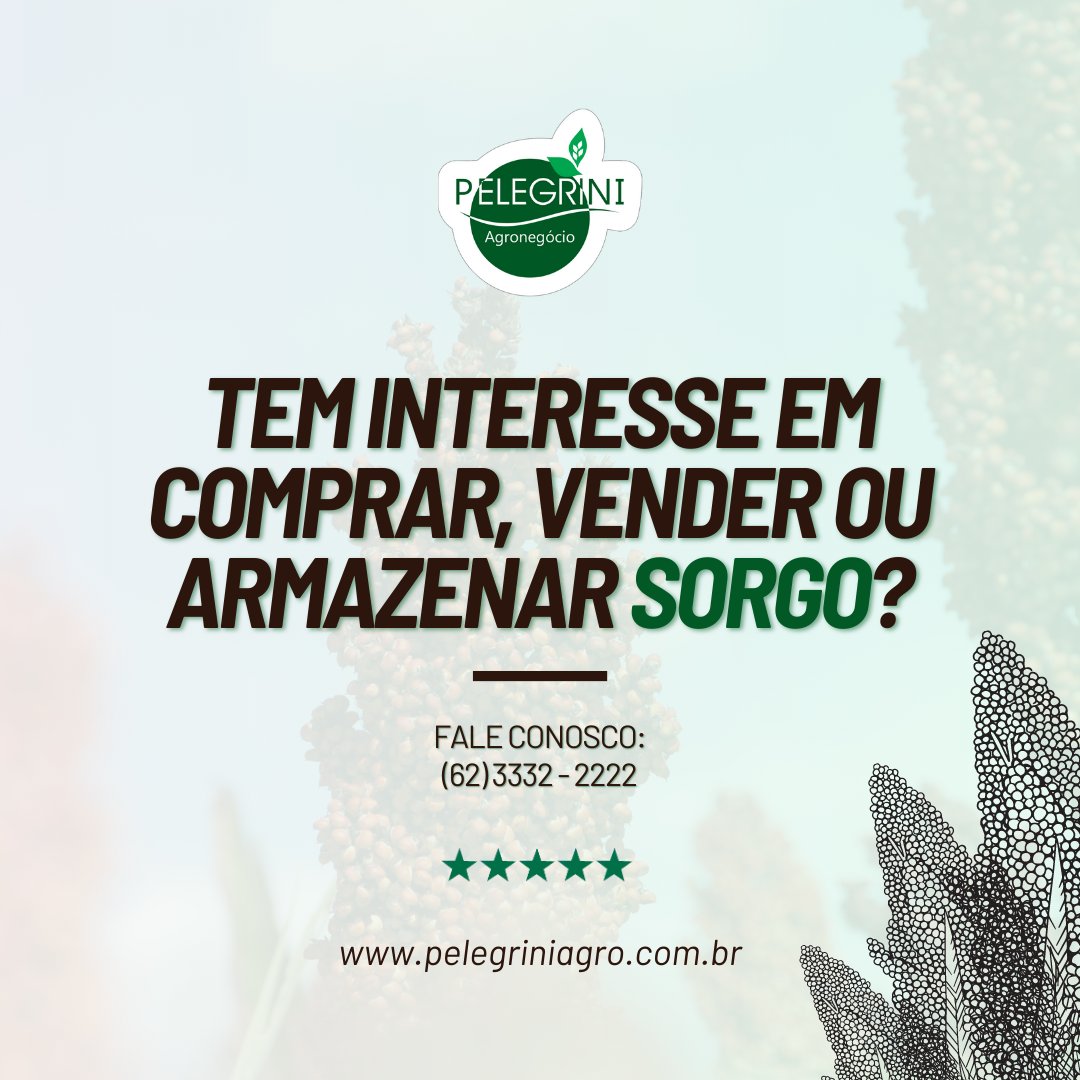 PELEGRINI
Agronegócio
TEM INTERESSE EM
COMPRAR, VENDER OU
ARMAZENAR SORGO?
FALE CONOSCO:
(62) 3332 - 2222
www.pelegriniagro.com.br